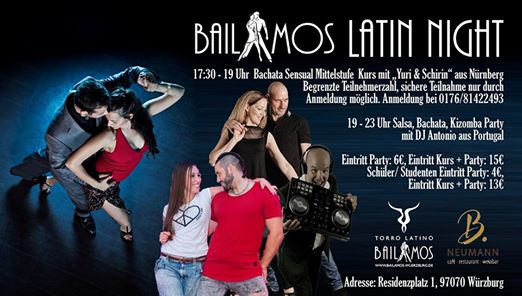 BAILAMOS LATIN NIGHT
17:30 - 19 Uhr Bachata Sensual Mittelstufe Kurs mit „Yuri & Schirin" aus Nürnberg
Begrenzte Teilnehmerzahl, sichere Teilnahme nur durch
Anmeldung möglich. Anmeldung bei 0176/81422493
19 - 23 Uhr Salsa, Bachata, Kizomba Party
mit DJ Antonio aus Portugal
Eintritt Party: 6€, Eintritt Kurs + Party: 15€
Schüler/ Studenten Eintritt Party: 4€,
Eintritt Kurs + Party: 13€
TORRO LATINO
BAILAMOS
WWW.BAILAMOS-WUERZBURG.DE
B.
NEUMANN
café · restaurant · weinbar
Adresse: Residenzplatz 1, 97070 Würzburg